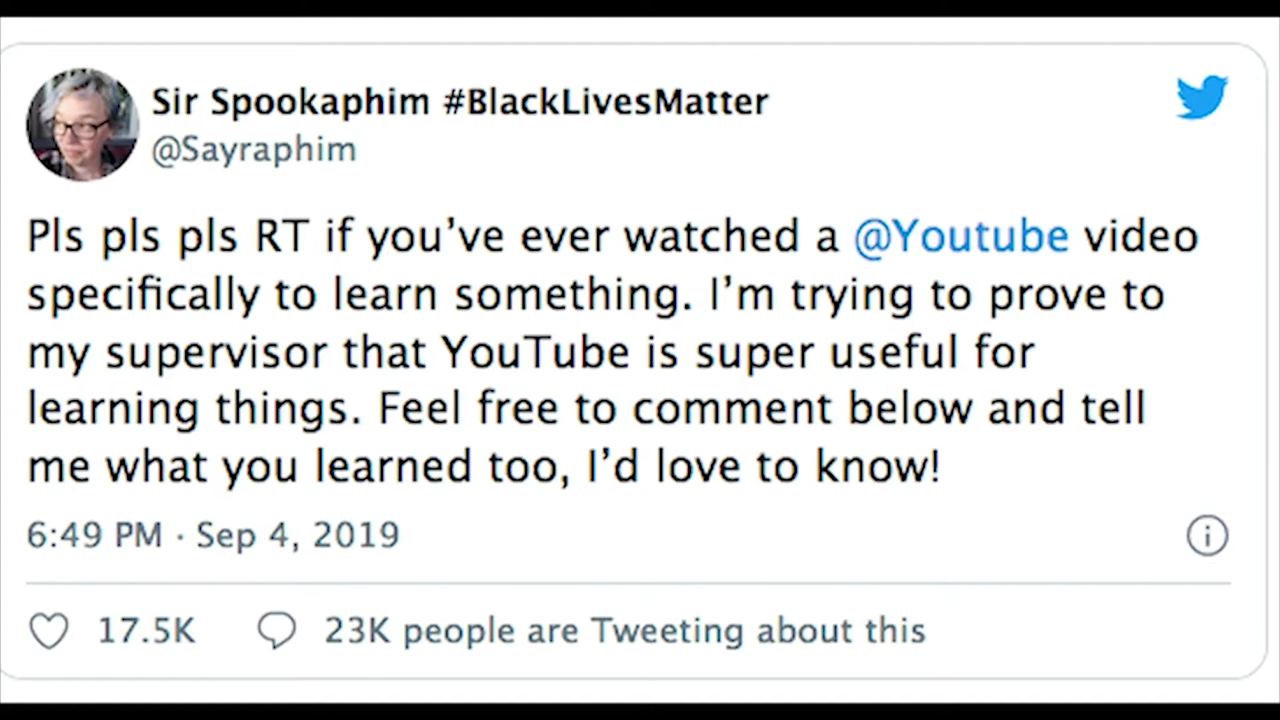 Sir Spookaphim #BlackLivesMatter
@Sayraphim
Pls pls pls RT if you’ve ever watched a @Youtube video
specifically to learn something. I’m trying to prove to
my supervisor that YouTube is super useful for
learning things. Feel free to comment below and tell
me what you learned too, I’d love to know!
6:49 PM · Sep 4, 2019
17.5K 23K people are Tweeting about this